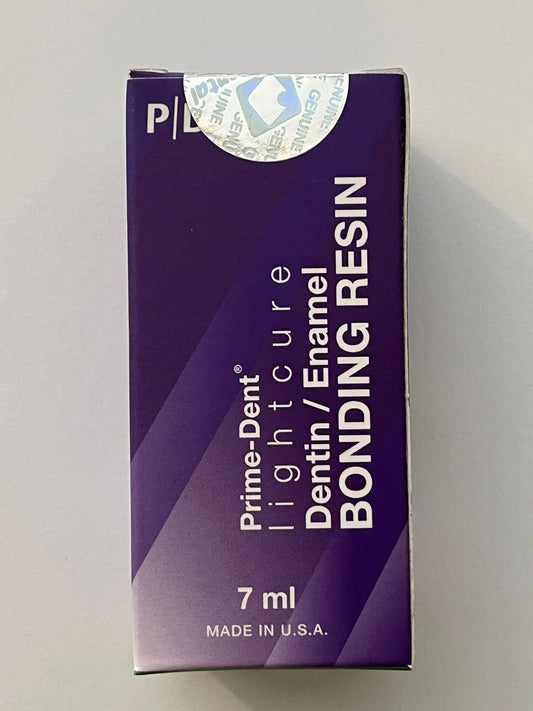 P|D
GENUINE
Prime-Dent®
lightcure
Dentin / Enamel
BONDING RESIN
7 ml
MADE IN U.S.A.